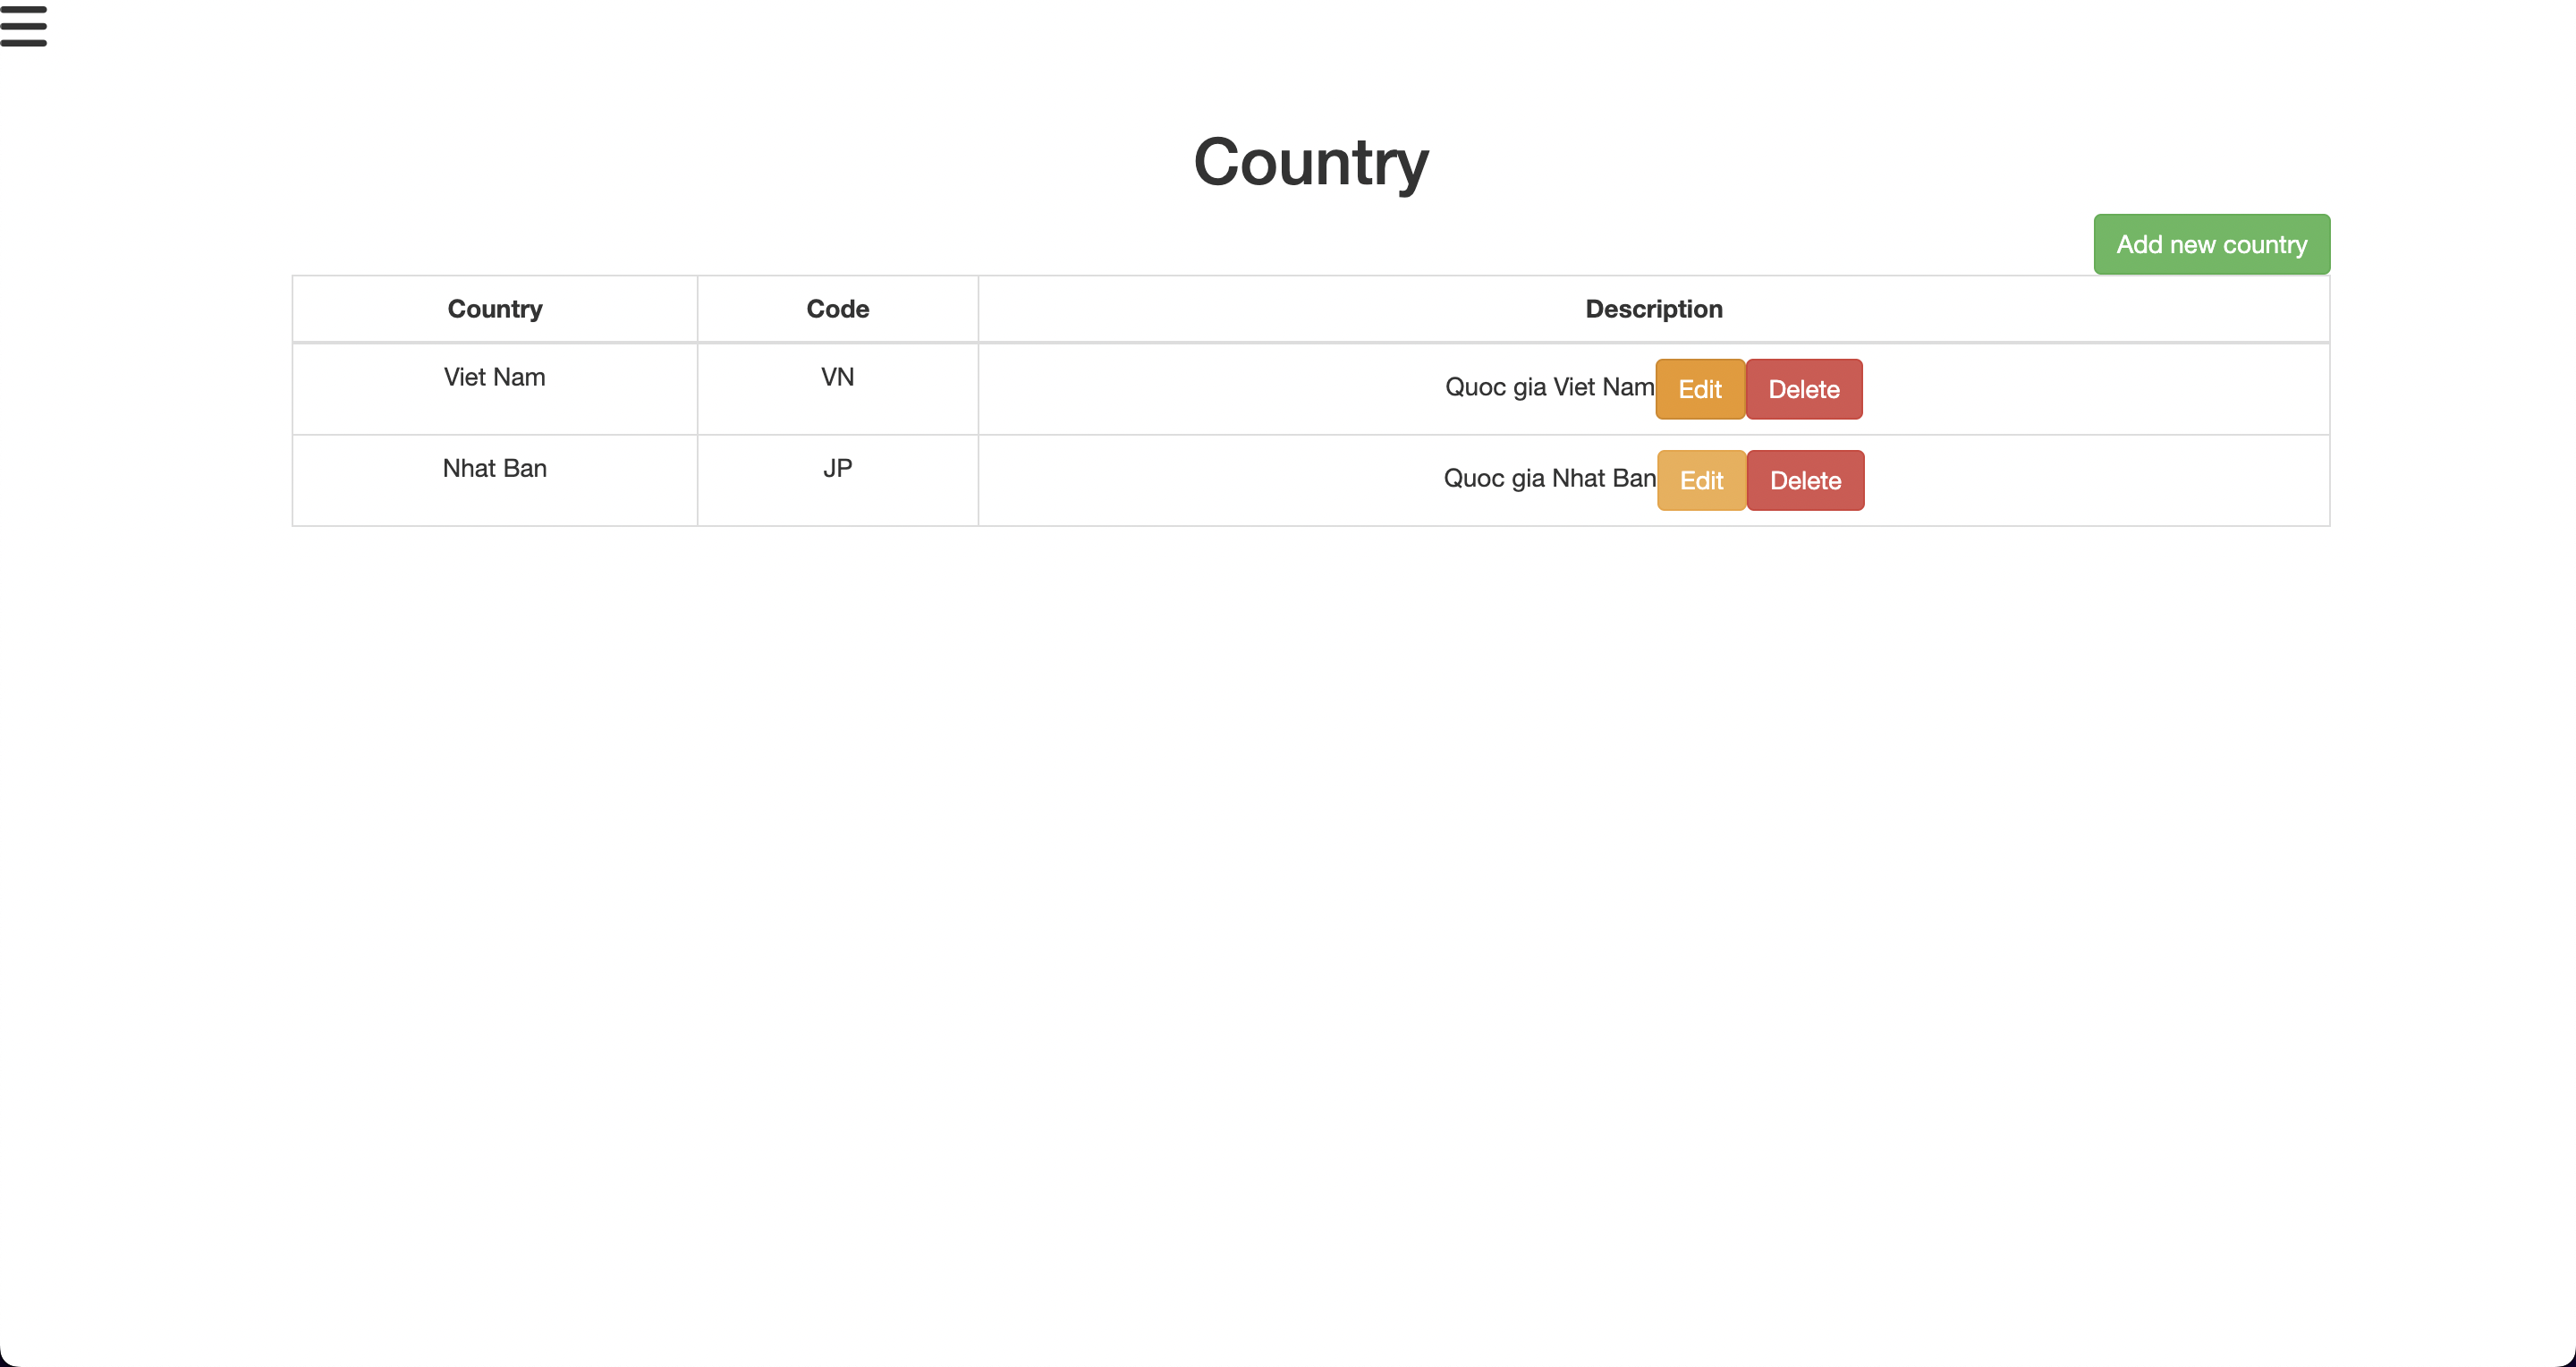 Country
Add new country
Country Code Description
Viet Nam VN Quoc gia Viet Nam Edit Delete
Nhat Ban JP Quoc gia Nhat Ban Edit Delete